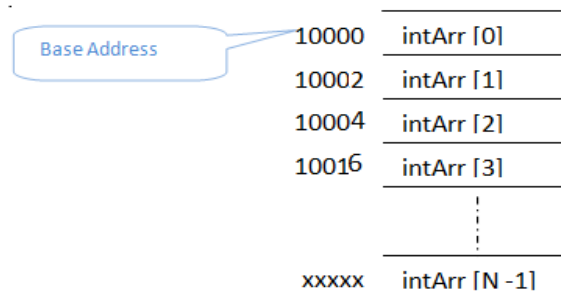 Base Address
10000 intArr [0]
10002 intArr [1]
10004 intArr [2]
10016 intArr [3]
xxxxx intArr [N -1]